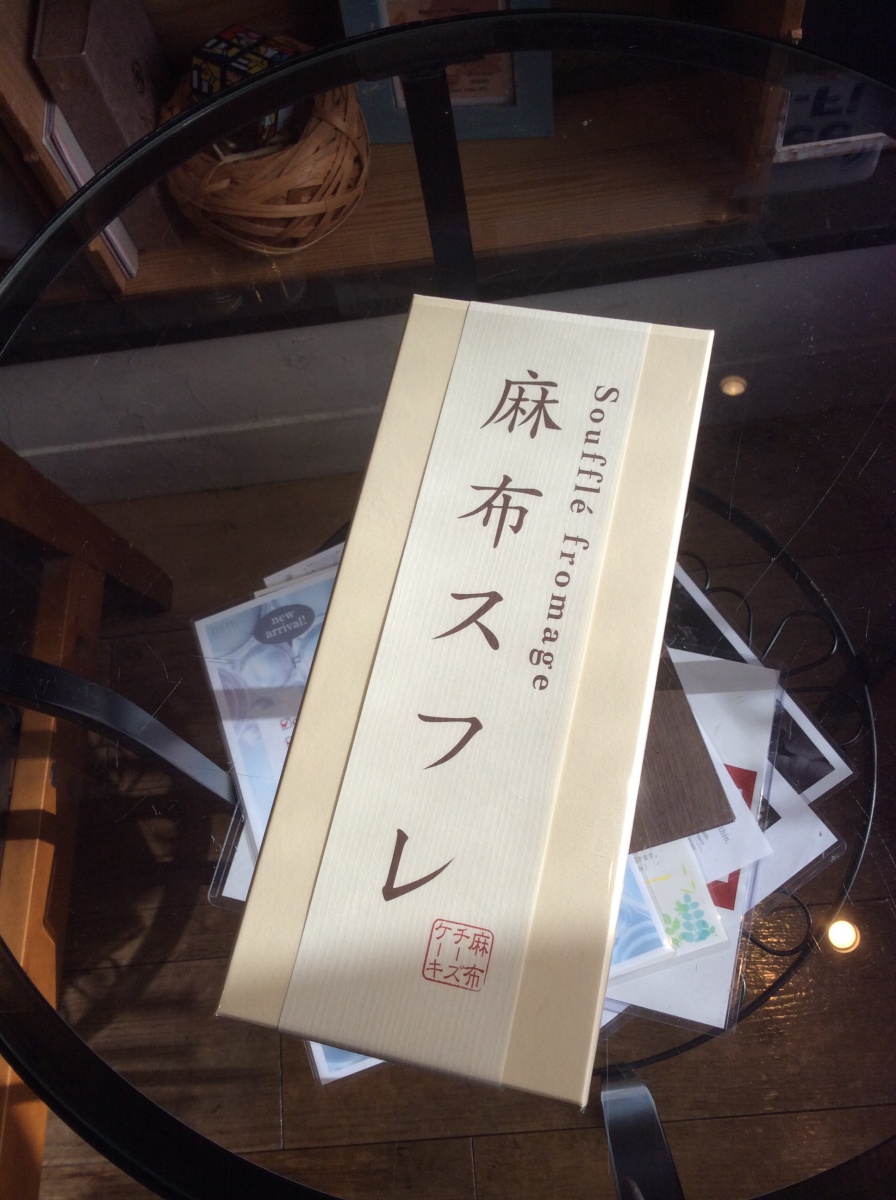 麻布スフレ
Soufflé fromage
麻布
チーズ
ケーキ
new
arrival!